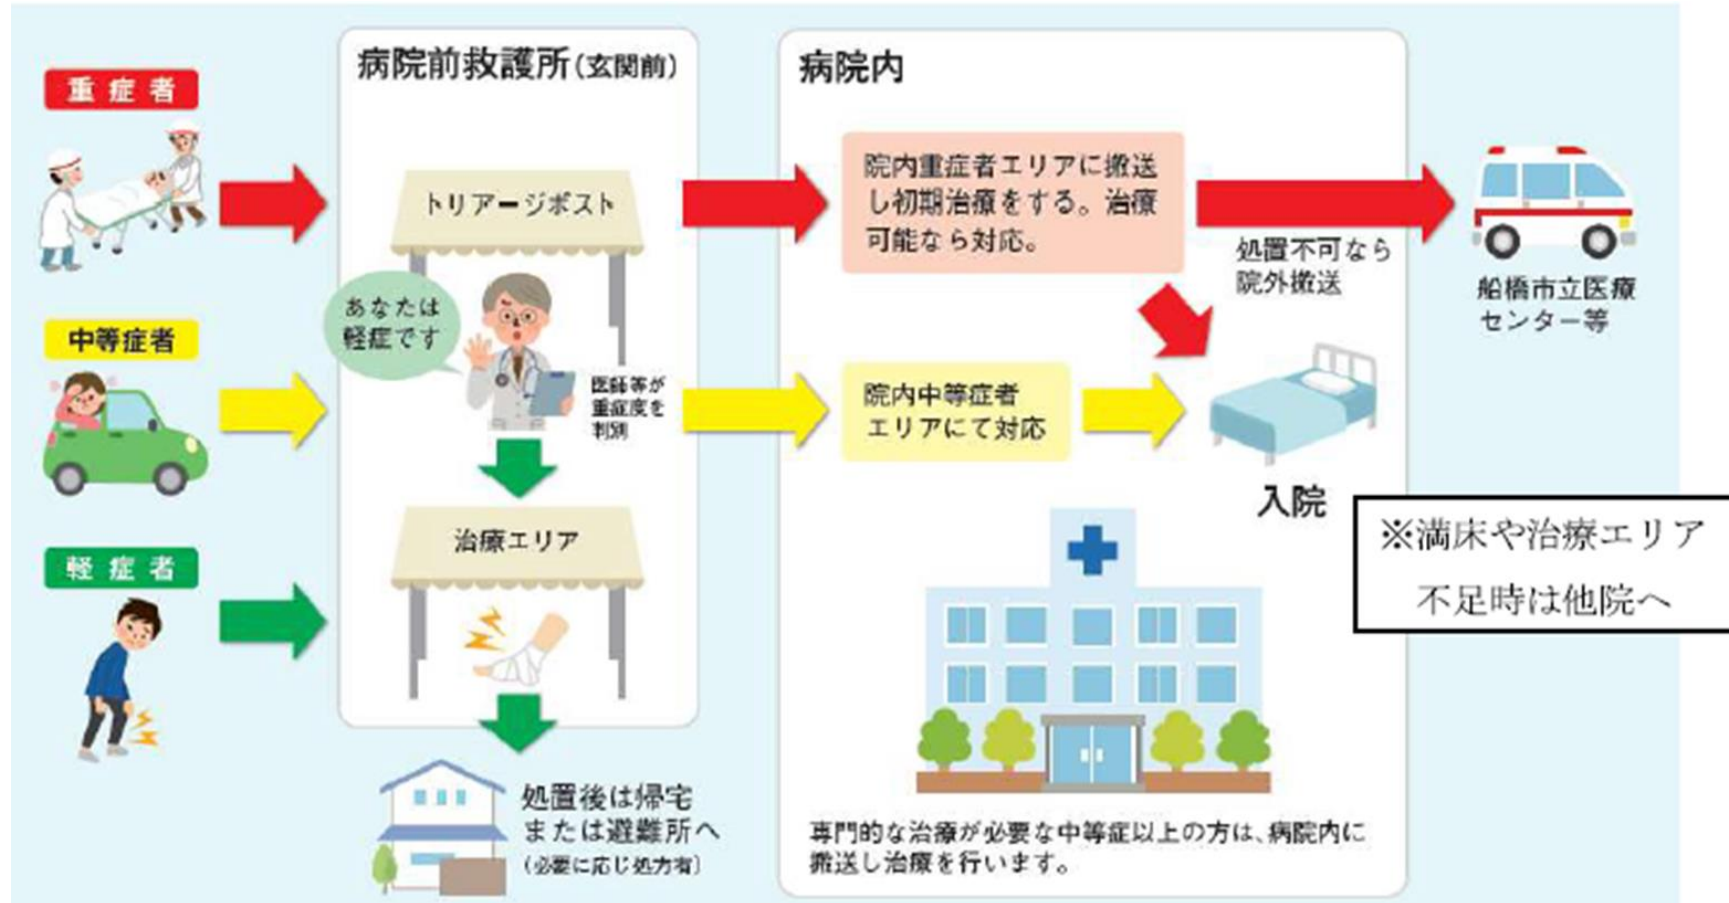 重症者
中等症者
軽症者
病院前救護所(玄関前)
トリアージポスト
あなたは
軽症です
医師等が
重症度を
判別
治療エリア
処置後は帰宅
または避難所へ
(必要に応じ処方有)
病院内
院内重症者エリアに搬送
し初期治療をする。治療
可能なら対応。
処置不可なら
院外搬送
船橋市立医療
センター等
院内中等症者
エリアにて対応
入院
※満床や治療エリア
不足時は他院へ
専門的な治療が必要な中等症以上の方は、病院内に
搬送し治療を行います。